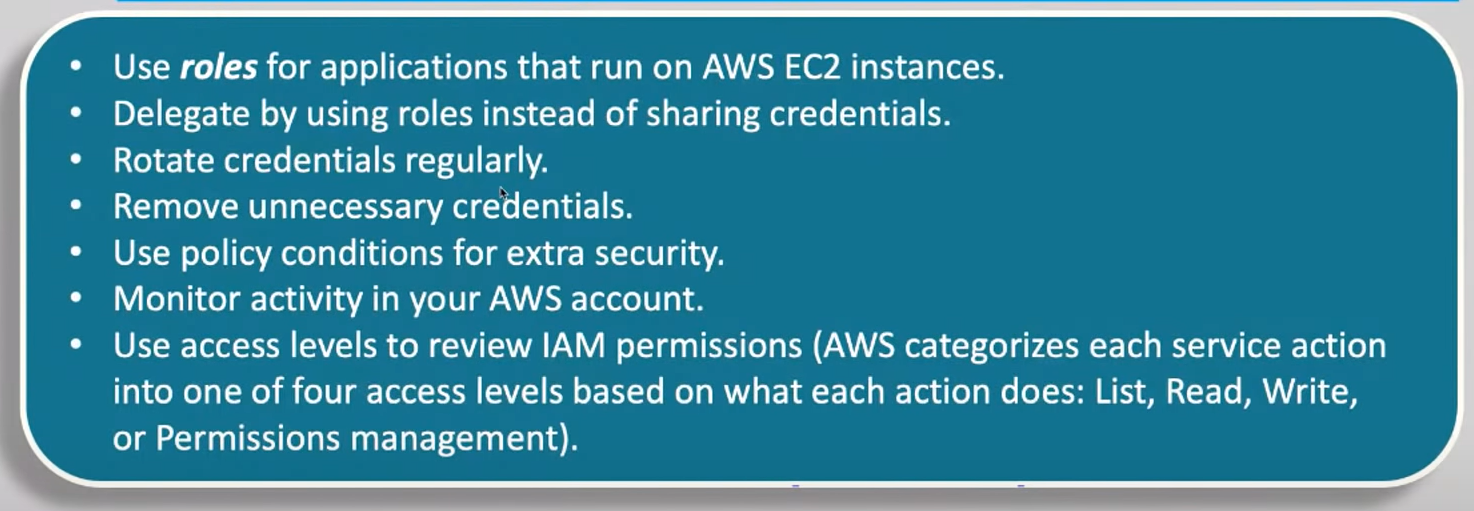 • Use roles for applications that run on AWS EC2 instances.
• Delegate by using roles instead of sharing credentials.
• Rotate credentials regularly.
• Remove unnecessary credentials.
• Use policy conditions for extra security.
• Monitor activity in your AWS account.
• Use access levels to review IAM permissions (AWS categorizes each service action
into one of four access levels based on what each action does: List, Read, Write,
or Permissions management).